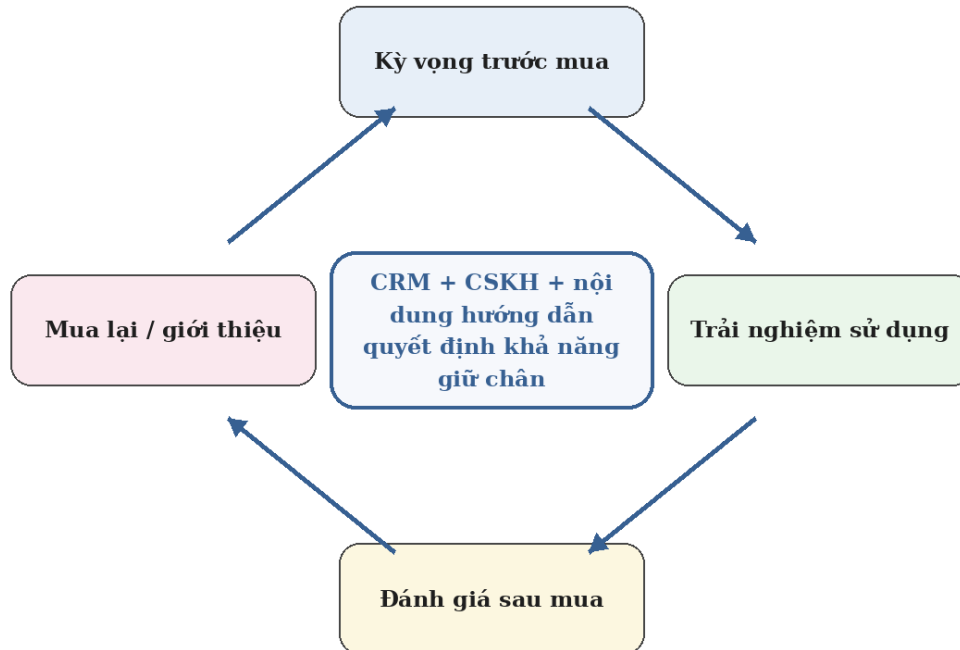 Kỳ vọng trước mua
CRM + CSKH + nội
dung hướng dẫn
quyết định khả năng
giữ chân
Mua lại / giới thiệu
Trải nghiệm sử dụng
Đánh giá sau mua